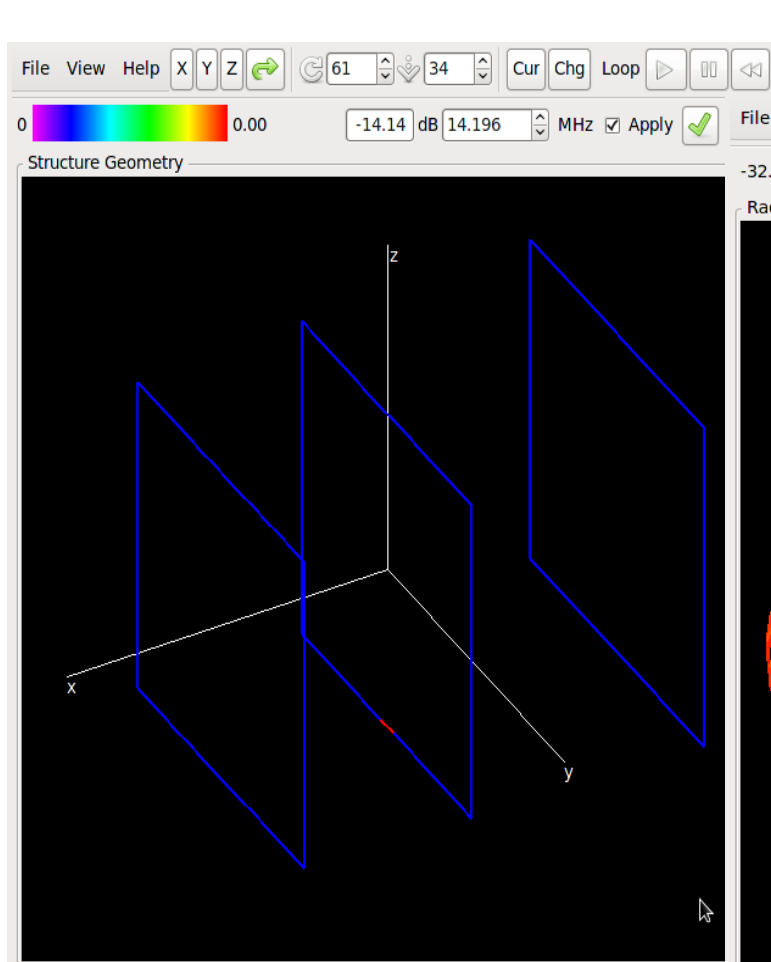 File View Help X Y Z 61 34 Cur Chg Loop
0 0.00 -14.14 dB 14.196 MHz Apply File
Structure Geometry -32.
Rad
z
x
y